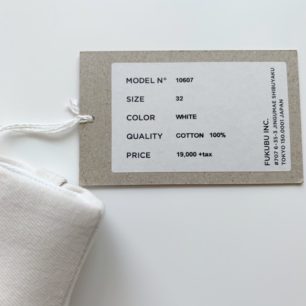 MODEL Nº 10607
SIZE 32
COLOR WHITE
QUALITY COTTON 100%
PRICE 19,000 +tax
FUKUBU INC.
#707 6-35-3 JINGUMAE SHIBUYAKU
TOKYO 150.0001 JAPAN